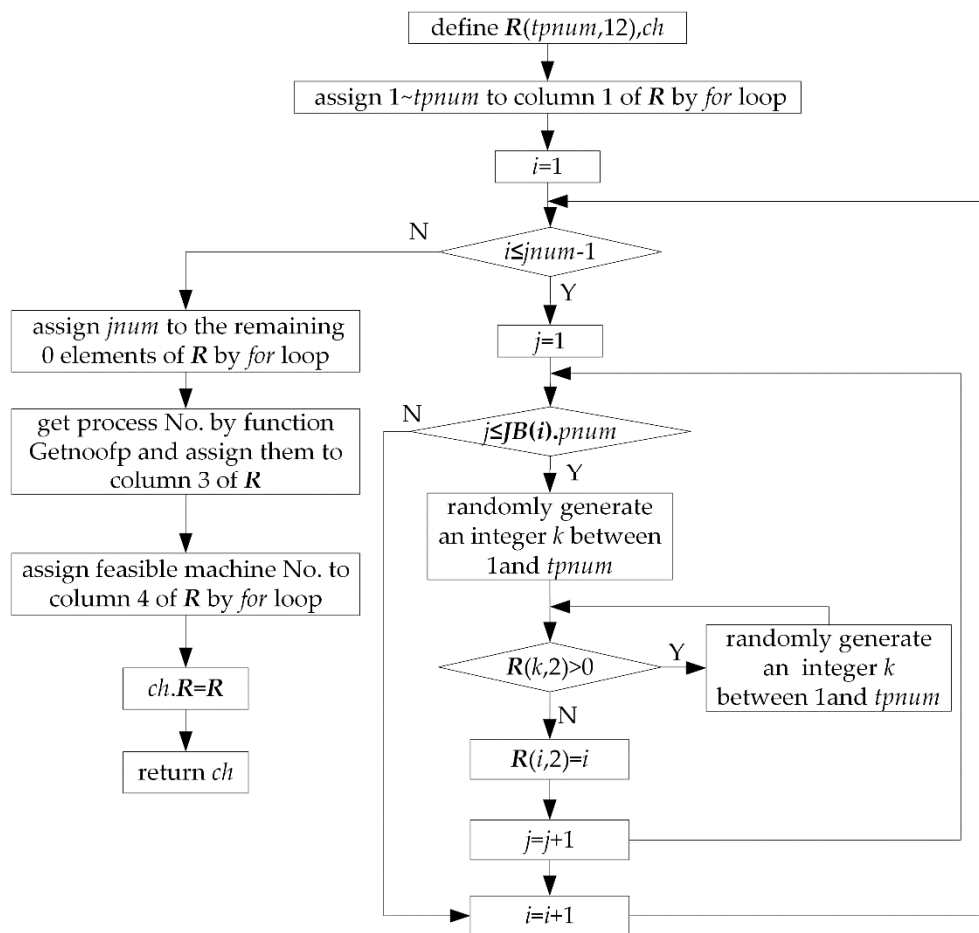 define R(tpnum,12),ch
assign 1~tpnum to column 1 of R by for loop
i=1
N
i≤jnum-1
Y
assign jnum to the remaining
0 elements of R by for loop
j=1
get process No. by function
Getnoofp and assign them to
column 3 of R
N
j≤JB(i).pnum
Y
randomly generate
an integer k between
1and tpnum
assign feasible machine No. to
column 4 of R by for loop
R(k,2)>0
Y
randomly generate
an integer k
between 1and tpnum
ch.R=R
N
return ch
R(i,2)=i
j=j+1
i=i+1